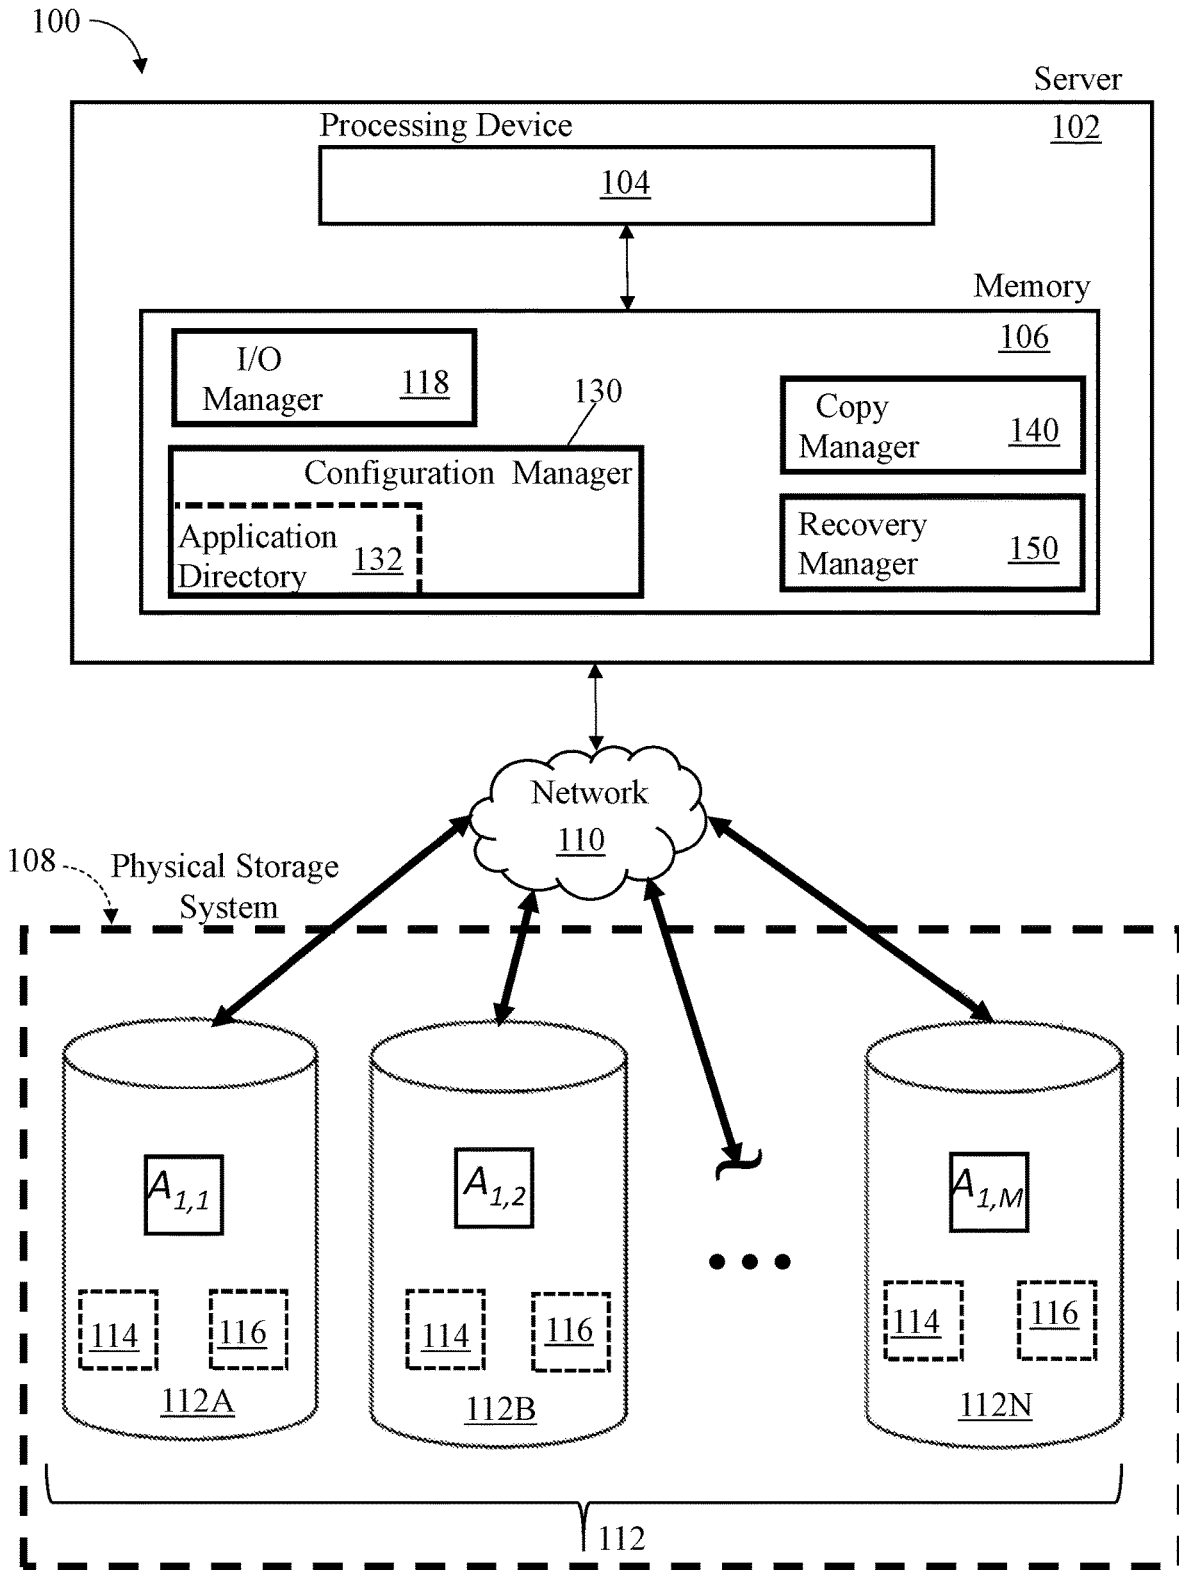 100
Server
102
Processing Device
104
Memory
106
I/O
Manager 118
130
Configuration Manager
Application
Directory 132
Copy
Manager 140
Recovery
Manager 150
Network
110
108
Physical Storage
System
A1,1
A1,2
A1,M
114 116
114 116
114 116
112A
112B
112N
112